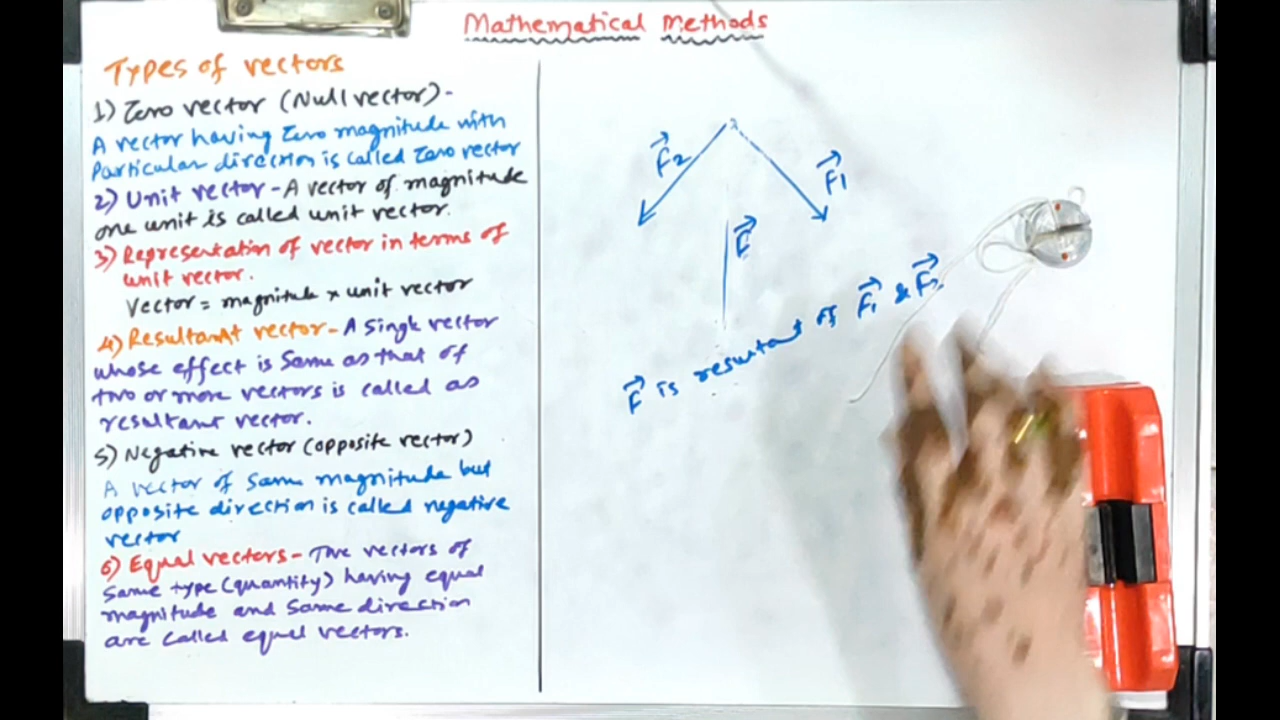 Mathematical Methods
Types of vectors
1) Zero vector (Null vector) -
A vector having zero magnitude with
Particular direction is called zero vector
2) Unit vector - A vector of magnitude
one unit is called unit vector.
3) Representation of vector in terms of
unit vector.
Vector = magnitude x unit vector
4) Resultant vector - A single vector
whose effect is same as that of
two or more vectors is called as
resultant vector.
5) Negative vector (opposite vector)
A vector of same magnitude but
opposite direction is called negative
vector
6) Equal vectors - The vectors of
same type (quantity) having equal
magnitude and same direction
are called equal vectors.
F⃗2
F⃗1
F⃗
F⃗ is resultant of F⃗1 & F⃗2